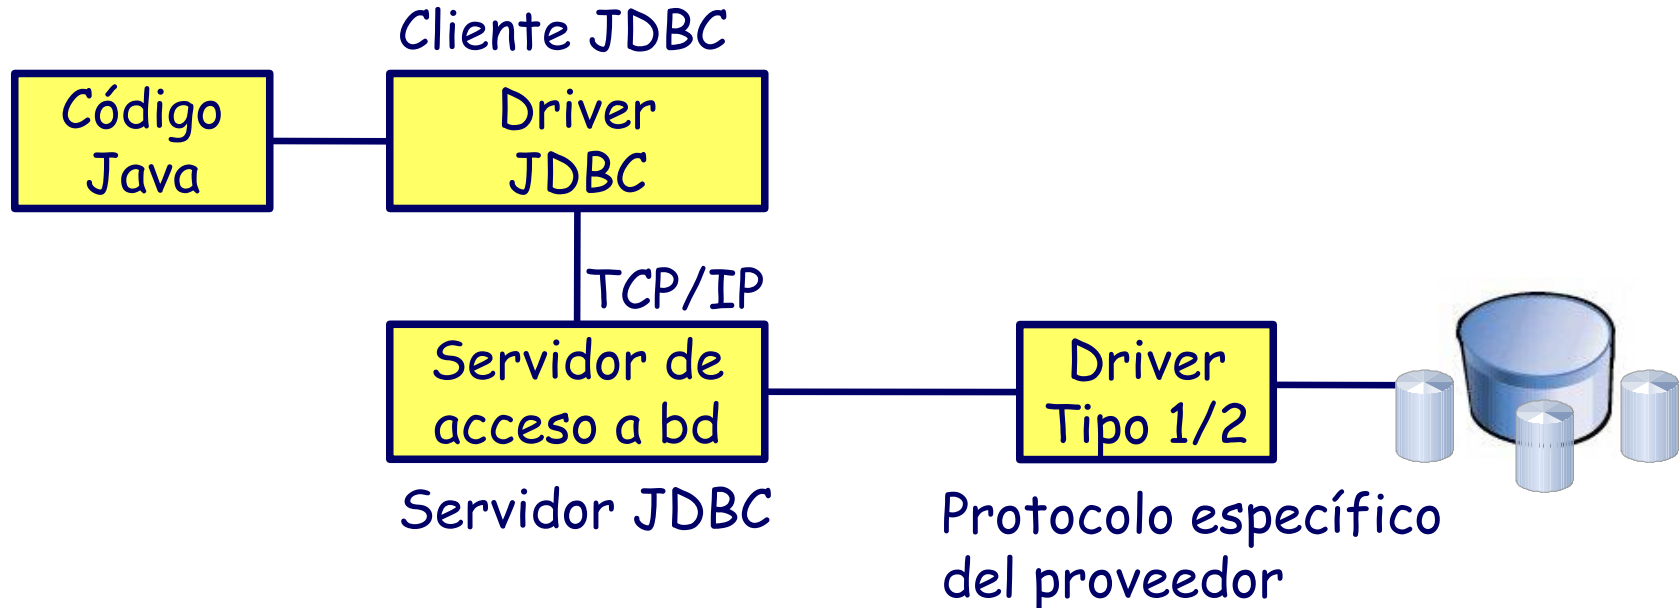 Cliente JDBC
Código
Java
Driver
JDBC
TCP/IP
Servidor de
acceso a bd
Servidor JDBC
Driver
Tipo 1/2
Protocolo específico
del proveedor